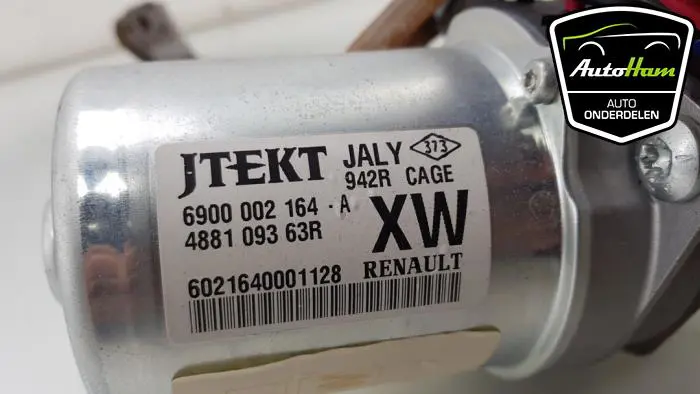 AutoHam
AUTO
ONDERDELEN
JTEKT JALY 373
942R CAGE
6900 002 164 - A
4881 093 63R XW
6021640001128 RENAULT